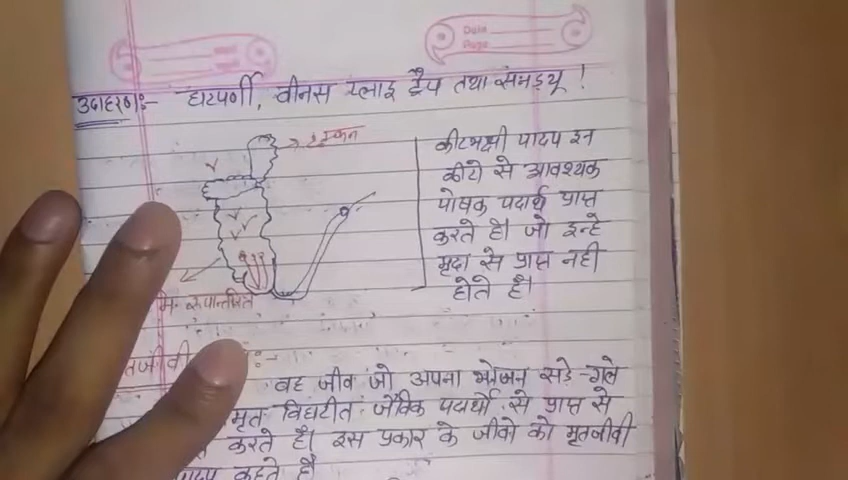 Date
Page
उदाहरण:- घटपर्णी, वीनस फ्लाइ ट्रैप तथा सनड्यू !
ढक्कन
कीटभक्षी पादप इन
कीटो से आवश्यक
पोषक पदार्थ प्राप्त
करते है। जो इन्हे
मृदा से प्राप्त नही
होते है।
रूपान्तरित
वह जीव जो अपना भोजन सड़े-गले
मृत विघटीत जैविक पदार्थो से प्राप्त से
करते है। इस प्रकार के जीवो को मृतजीवी
कहते है